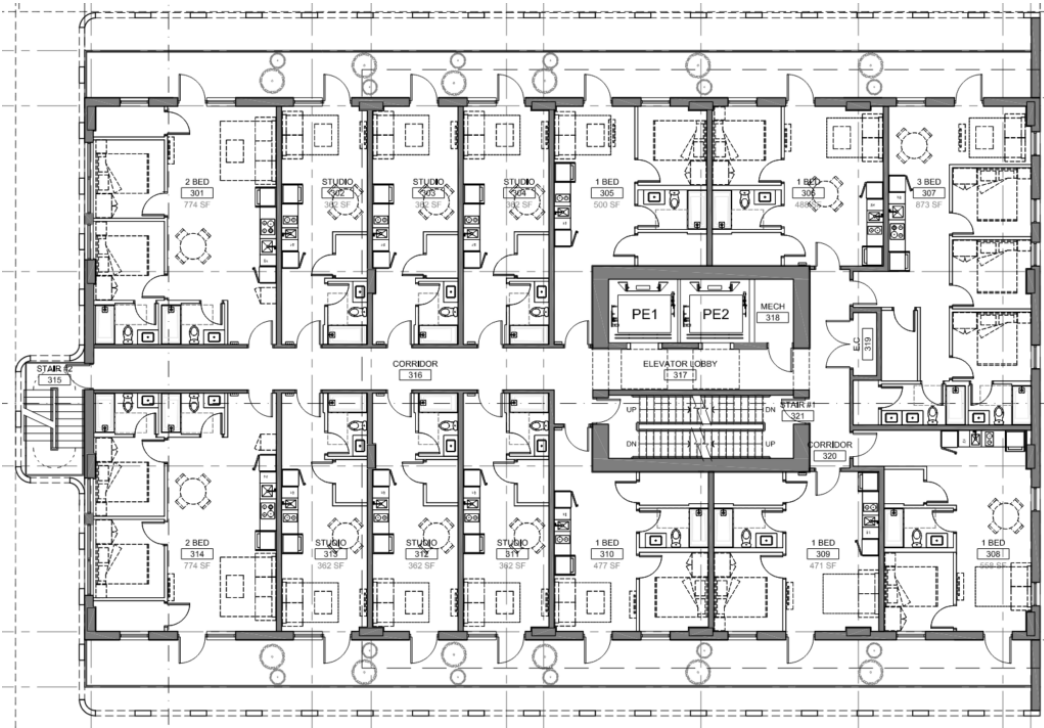 2 BED
301
774 SF
STUDIO
302
362 SF
STUDIO
303
362 SF
STUDIO
304
362 SF
1 BED
305
500 SF
1 BED
306
3 BED
307
873 SF
PE1
PE2
MECH
318
E.C
319
STAIR #2
315
CORRIDOR
316
ELEVATOR LOBBY
317
UP
DN
STAIR #1
321
DN
UP
CORRIDOR
320
2 BED
314
774 SF
STUDIO
313
362 SF
STUDIO
312
362 SF
STUDIO
311
362 SF
1 BED
310
477 SF
1 BED
309
471 SF
1 BED
308
558 SF